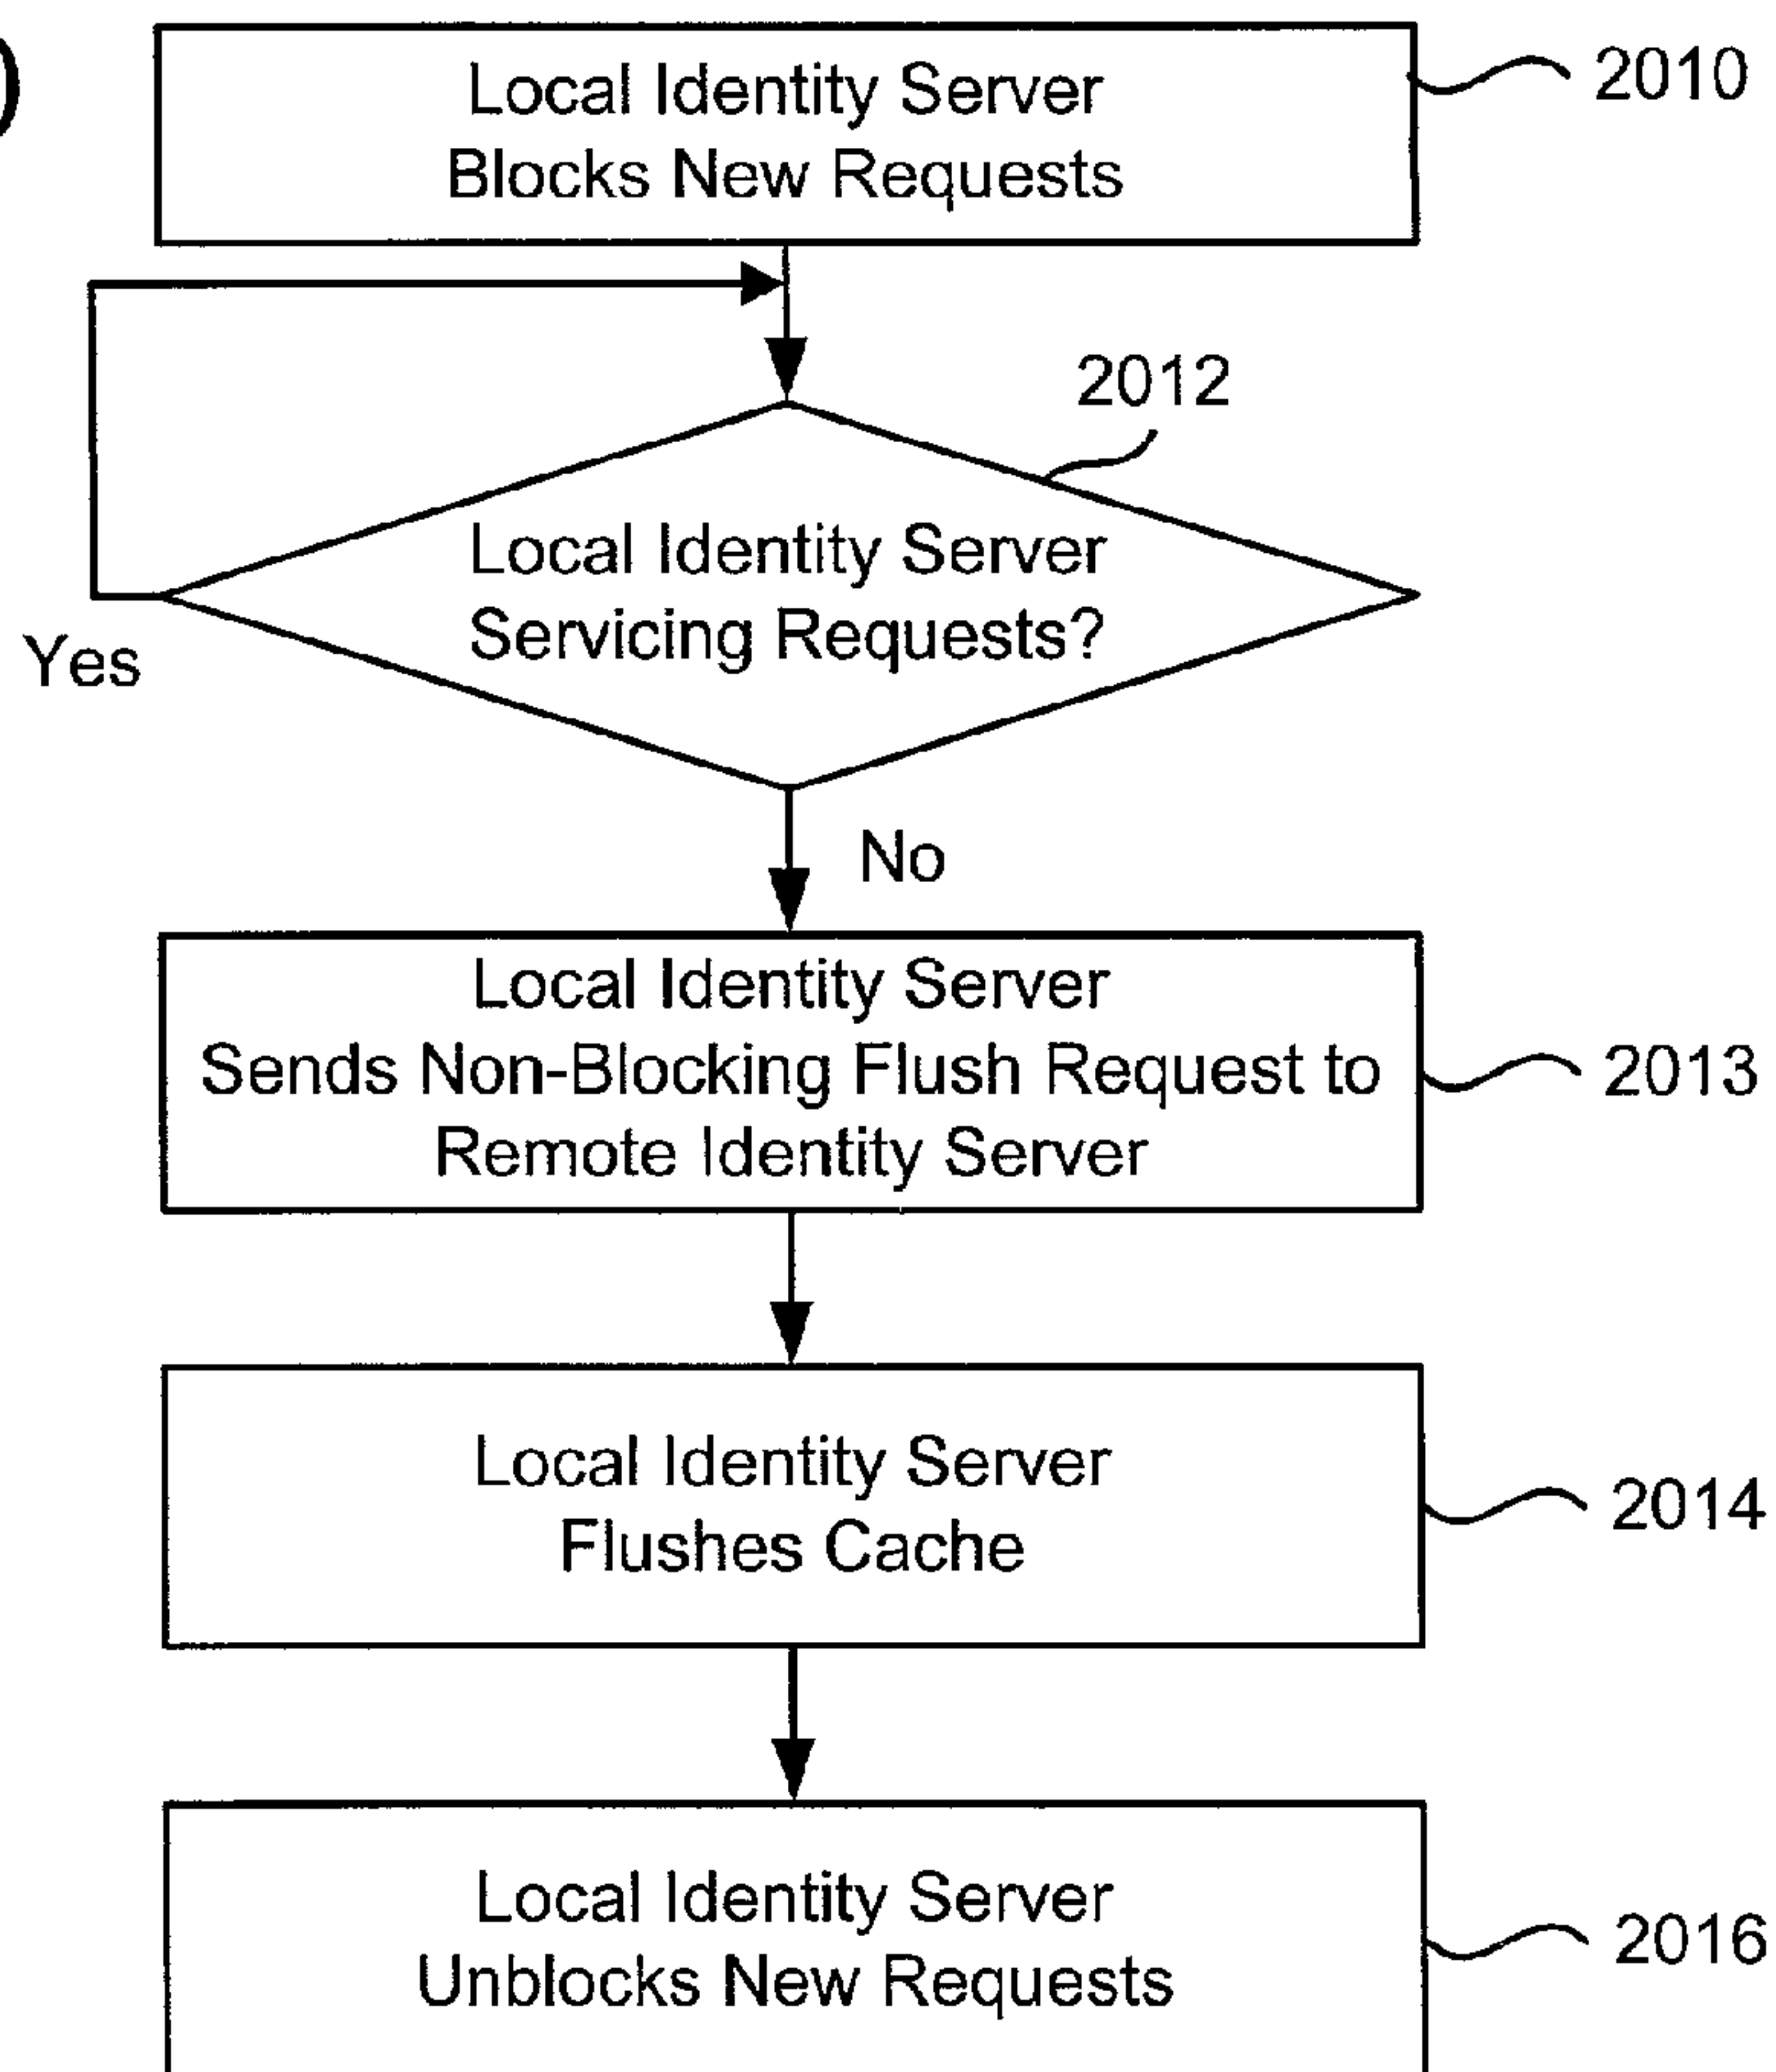 Local Identity Server
Blocks New Requests
2010
2012
Local Identity Server
Servicing Requests?
Yes
No
Local Identity Server
Sends Non-Blocking Flush Request to
Remote Identity Server
2013
Local Identity Server
Flushes Cache
2014
Local Identity Server
Unblocks New Requests
2016